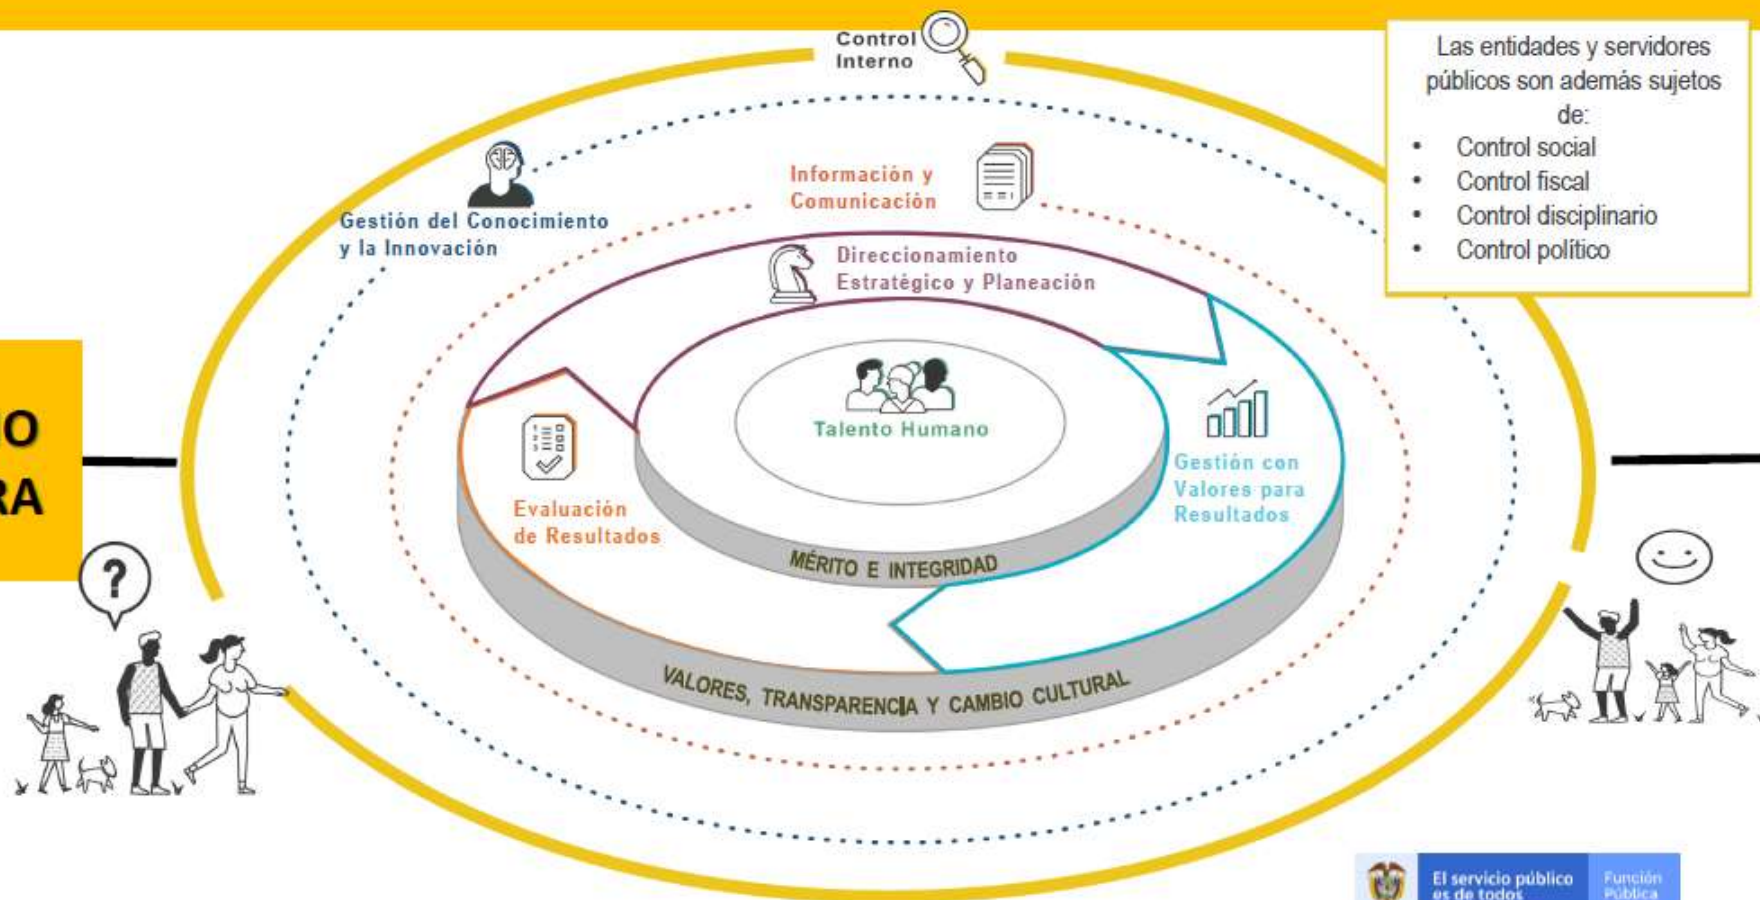 Control
Interno
Las entidades y servidores
públicos son además sujetos
de:
• Control social
• Control fiscal
• Control disciplinario
• Control político
Información y
Comunicación
Gestión del Conocimiento
y la Innovación
Direccionamiento
Estratégico y Planeación
Talento Humano
IO
RA
Gestión con
Valores para
Resultados
Evaluación
de Resultados
MÉRITO E INTEGRIDAD
?
VALORES, TRANSPARENCIA Y CAMBIO CULTURAL
El servicio público
es de todos
Función
Pública